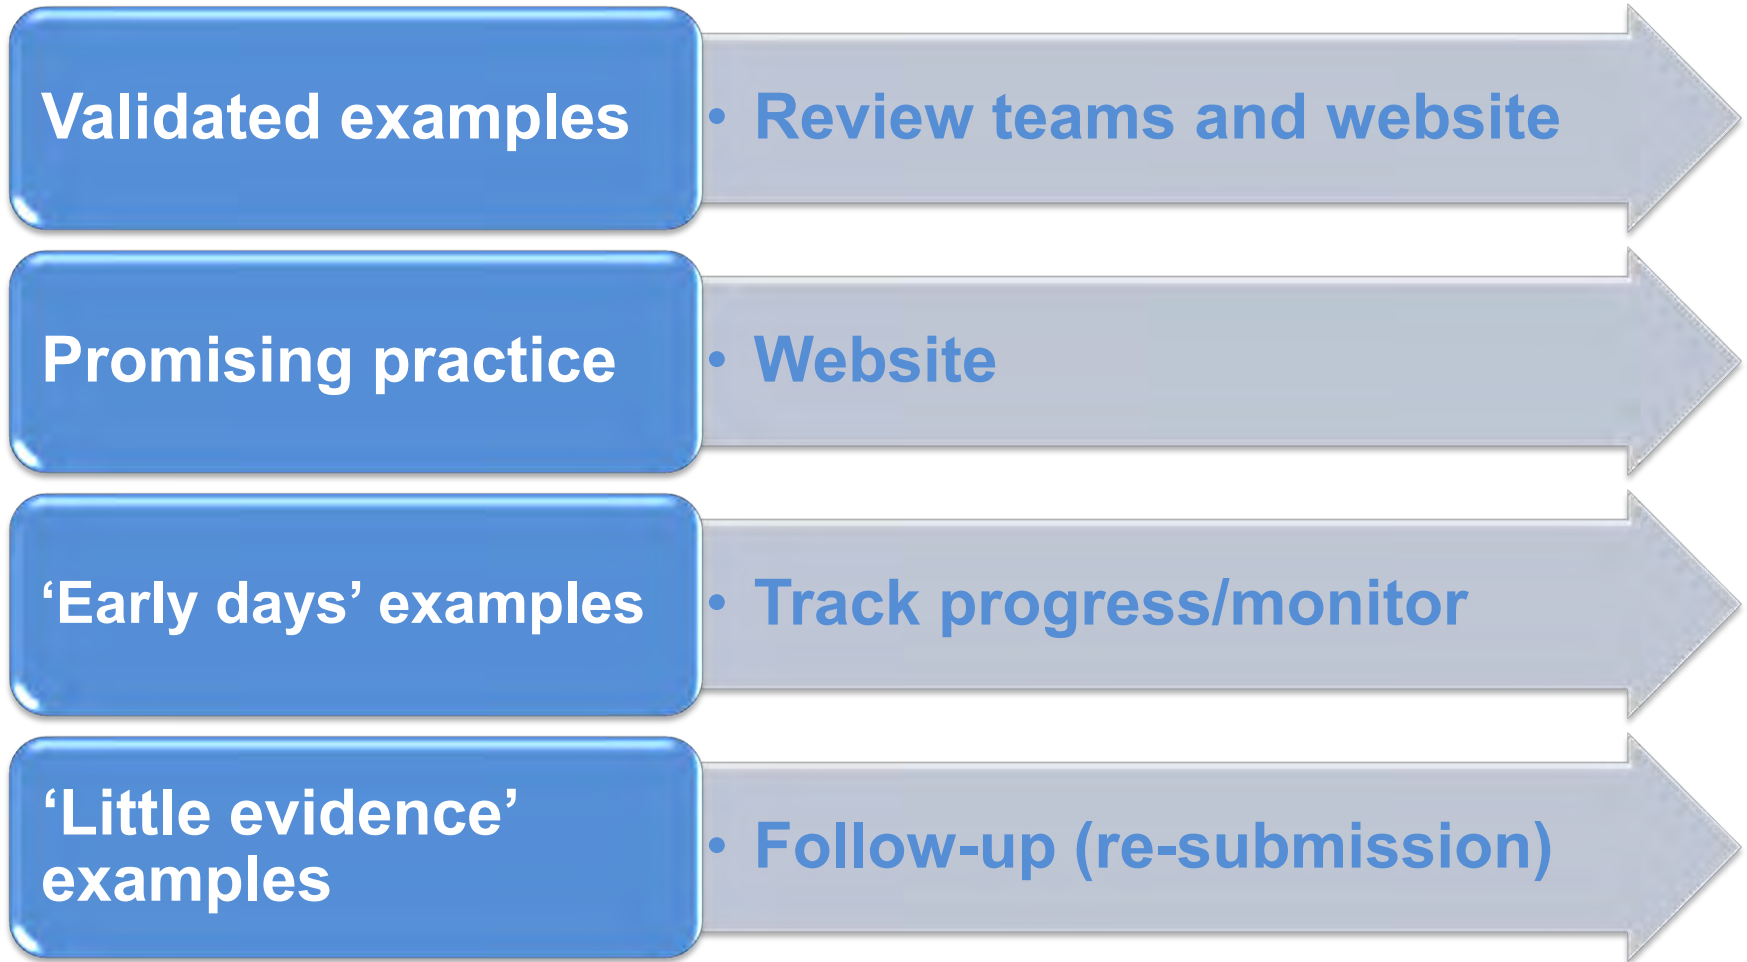 Validated examples
• Review teams and website
Promising practice
• Website
‘Early days’ examples
• Track progress/monitor
‘Little evidence’
examples
• Follow-up (re-submission)